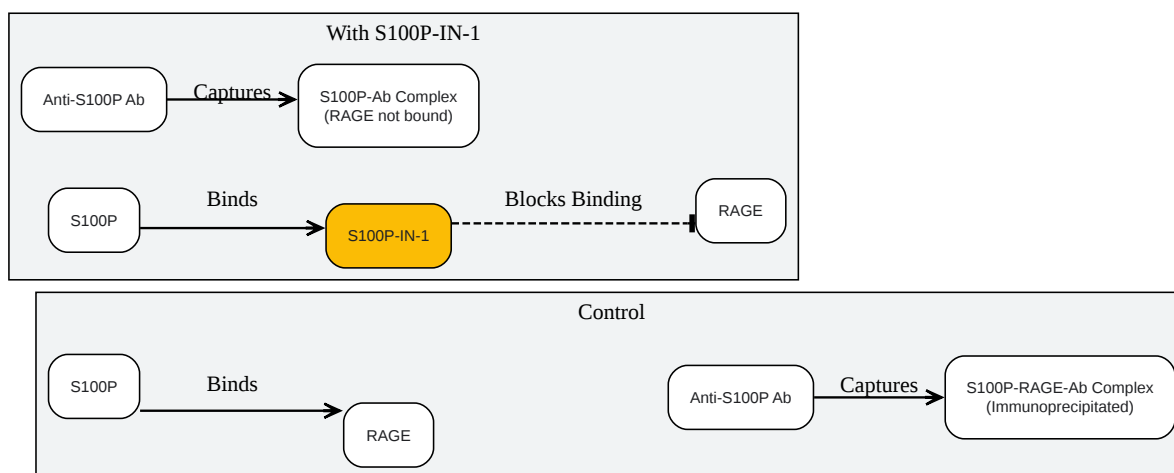 With S100P-IN-1
Anti-S100P Ab
Captures
S100P-Ab Complex
(RAGE not bound)
S100P
Binds
S100P-IN-1
Blocks Binding
RAGE
Control
S100P
Binds
RAGE
Anti-S100P Ab
Captures
S100P-RAGE-Ab Complex
(Immunoprecipitated)